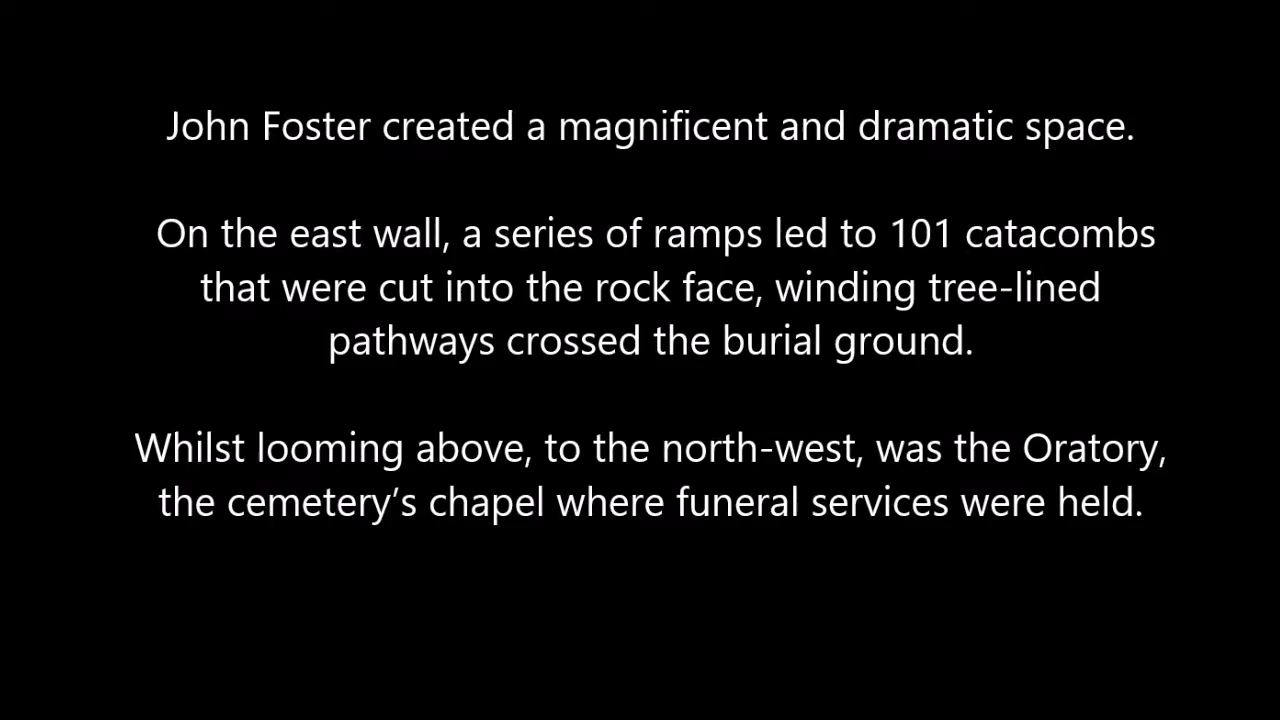 John Foster created a magnificent and dramatic space.
On the east wall, a series of ramps led to 101 catacombs
that were cut into the rock face, winding tree-lined
pathways crossed the burial ground.
Whilst looming above, to the north-west, was the Oratory,
the cemetery’s chapel where funeral services were held.